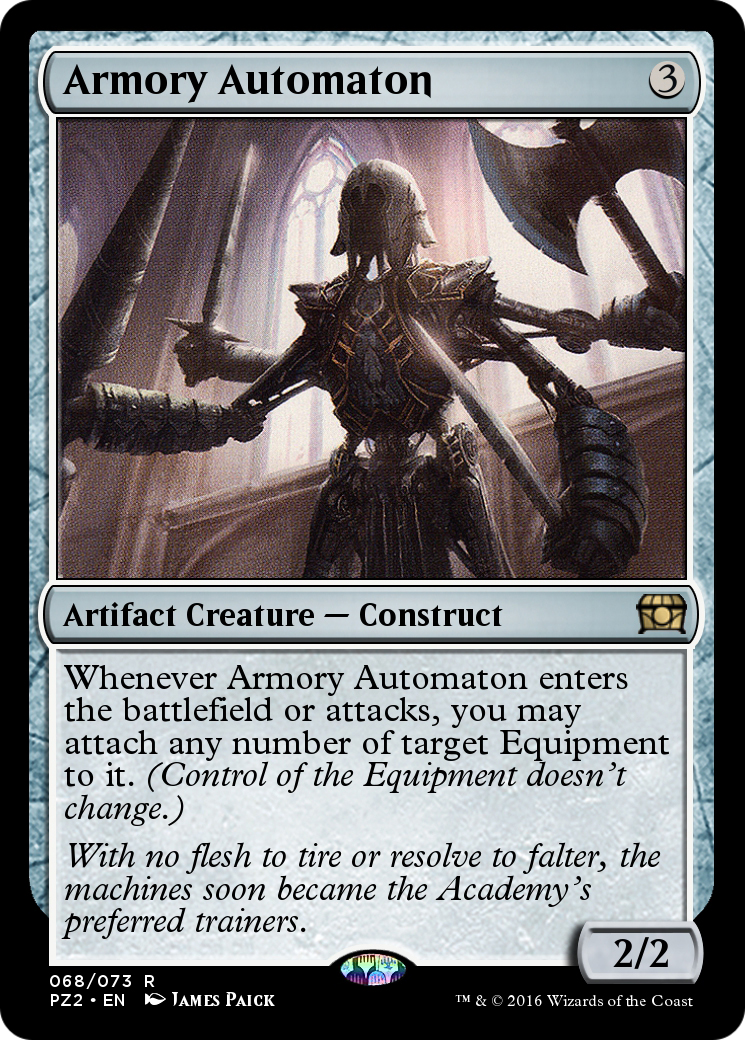 Armory Automaton
3
Artifact Creature — Construct
Whenever Armory Automaton enters
the battlefield or attacks, you may
attach any number of target Equipment
to it. (Control of the Equipment doesn't
change.)
With no flesh to tire or resolve to falter, the
machines soon became the Academy's
preferred trainers.
2/2
068/073 R
PZ2 • EN James Paick
™ & © 2016 Wizards of the Coast